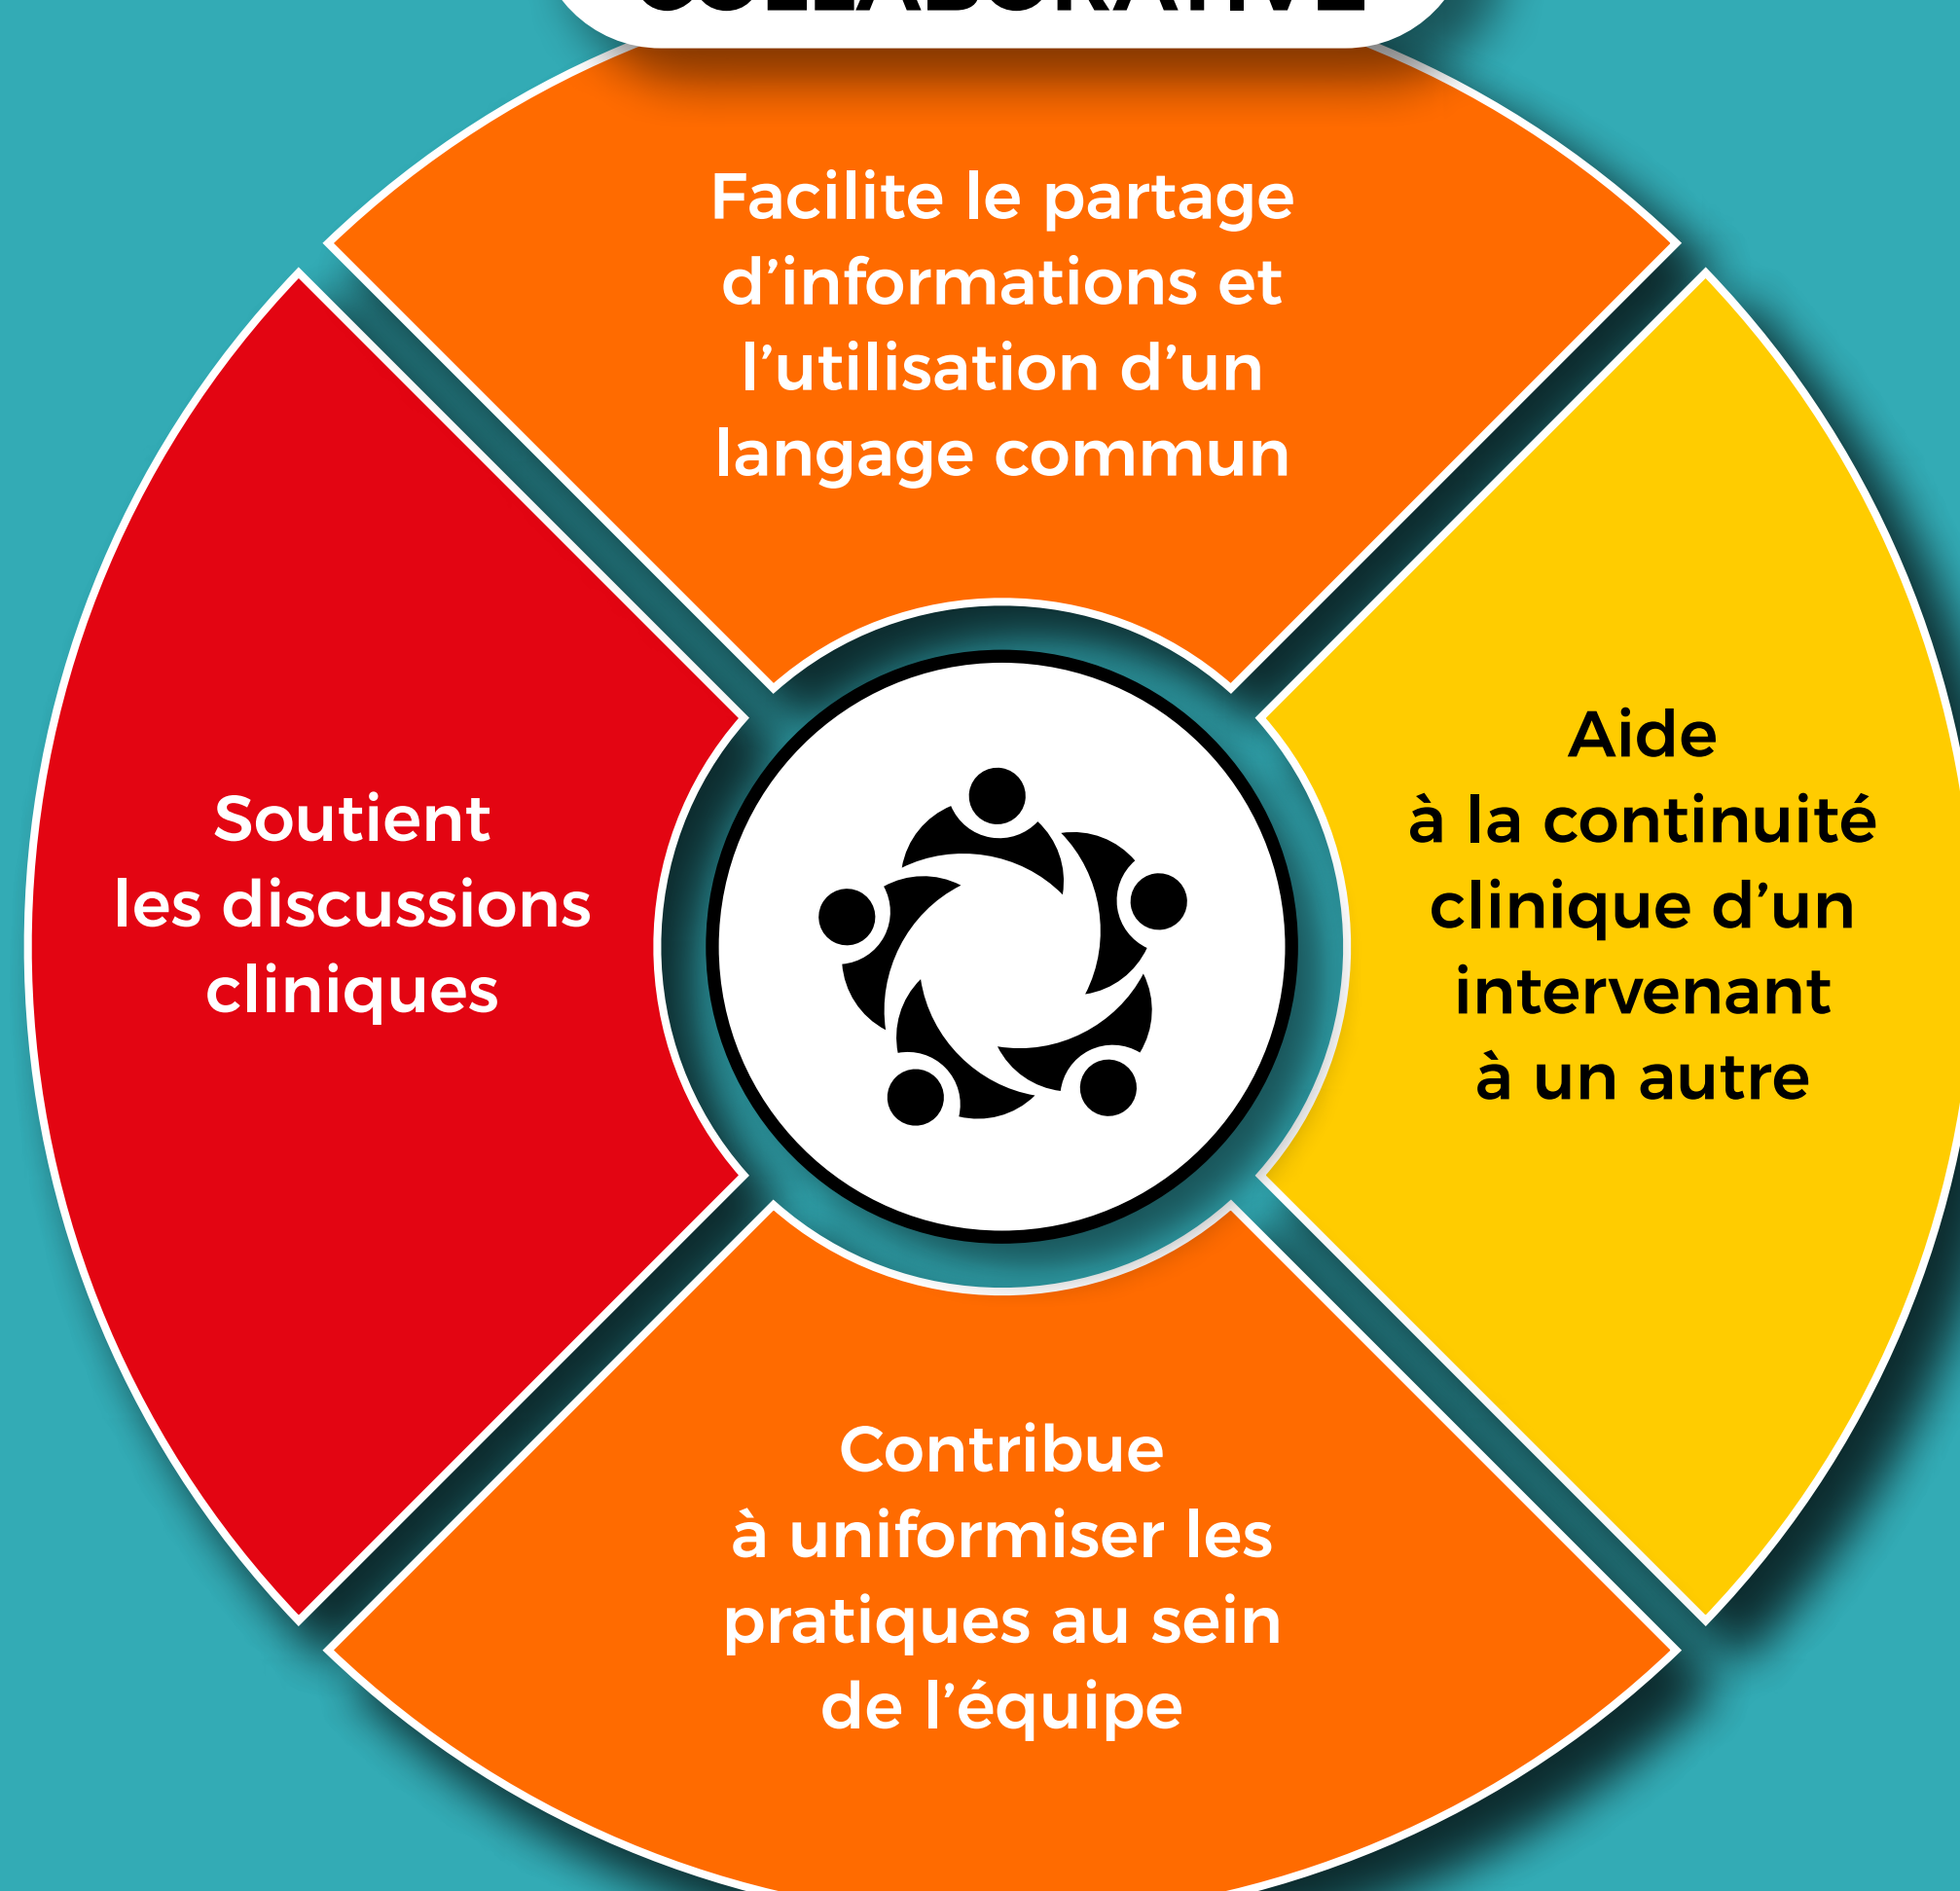 COLLABORATIVE
Facilite le partage
d’informations et
l’utilisation d’un
langage commun
Soutient
les discussions
cliniques
Aide
à la continuité
clinique d’un
intervenant
à un autre
Contribue
à uniformiser les
pratiques au sein
de l’équipe